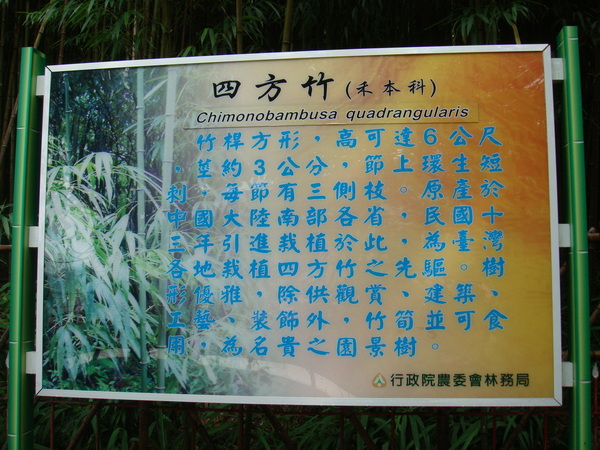 四方竹(禾本科)
Chimonobambusa quadrangularis
竹桿方形，高可達6公尺
，莖約3公分，節上環生短
刺，每節有三側枝。原產於
中國大陸南部各省，民國十
三年引進栽植於此，為臺灣
各地栽植四方竹之先驅。樹
形優雅，除供觀賞、建築、
工藝、裝飾外，竹筍並可食
用，為名貴之園景樹。
行政院農委會林務局